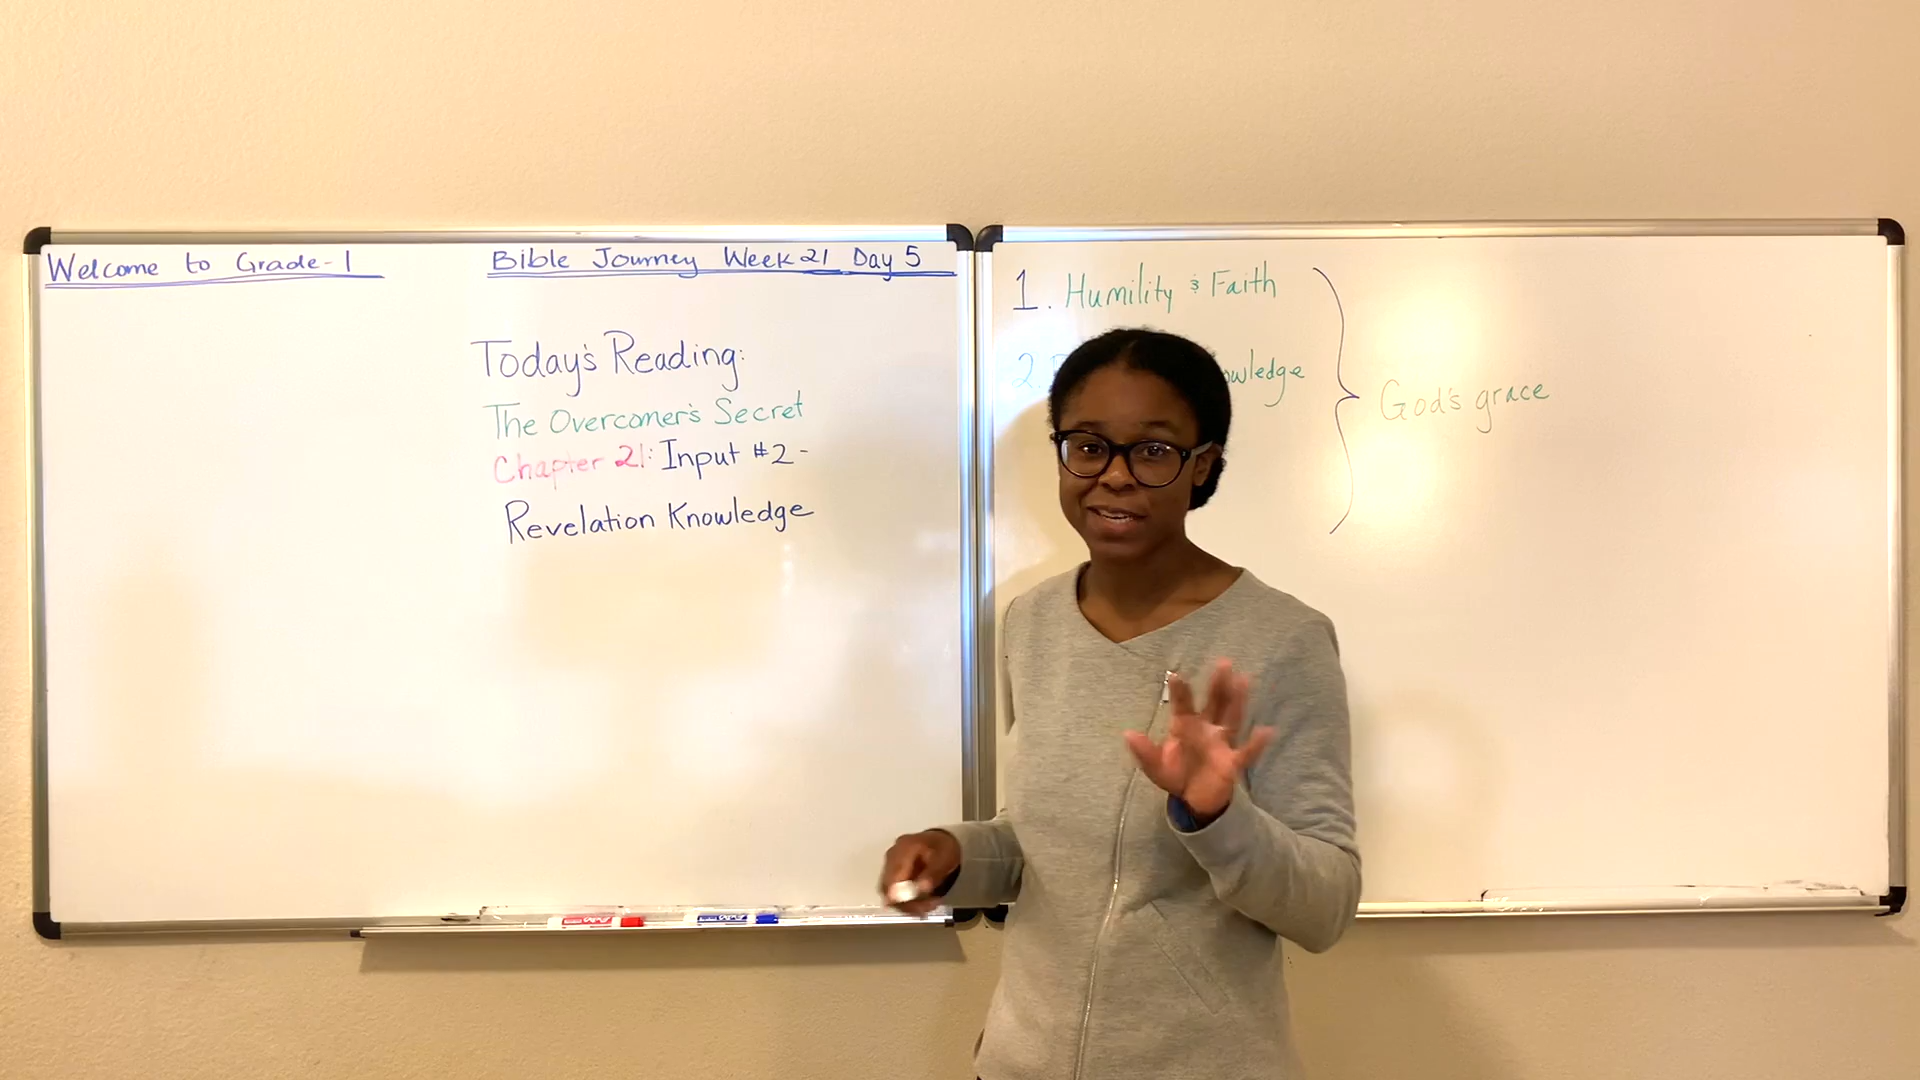 Welcome to Grade-1
Bible Journey Week 21 Day 5
Today's Reading:
The Overcomer's Secret
Chapter 21: Input #2-
Revelation Knowledge
1. Humility & Faith
2.
God's grace